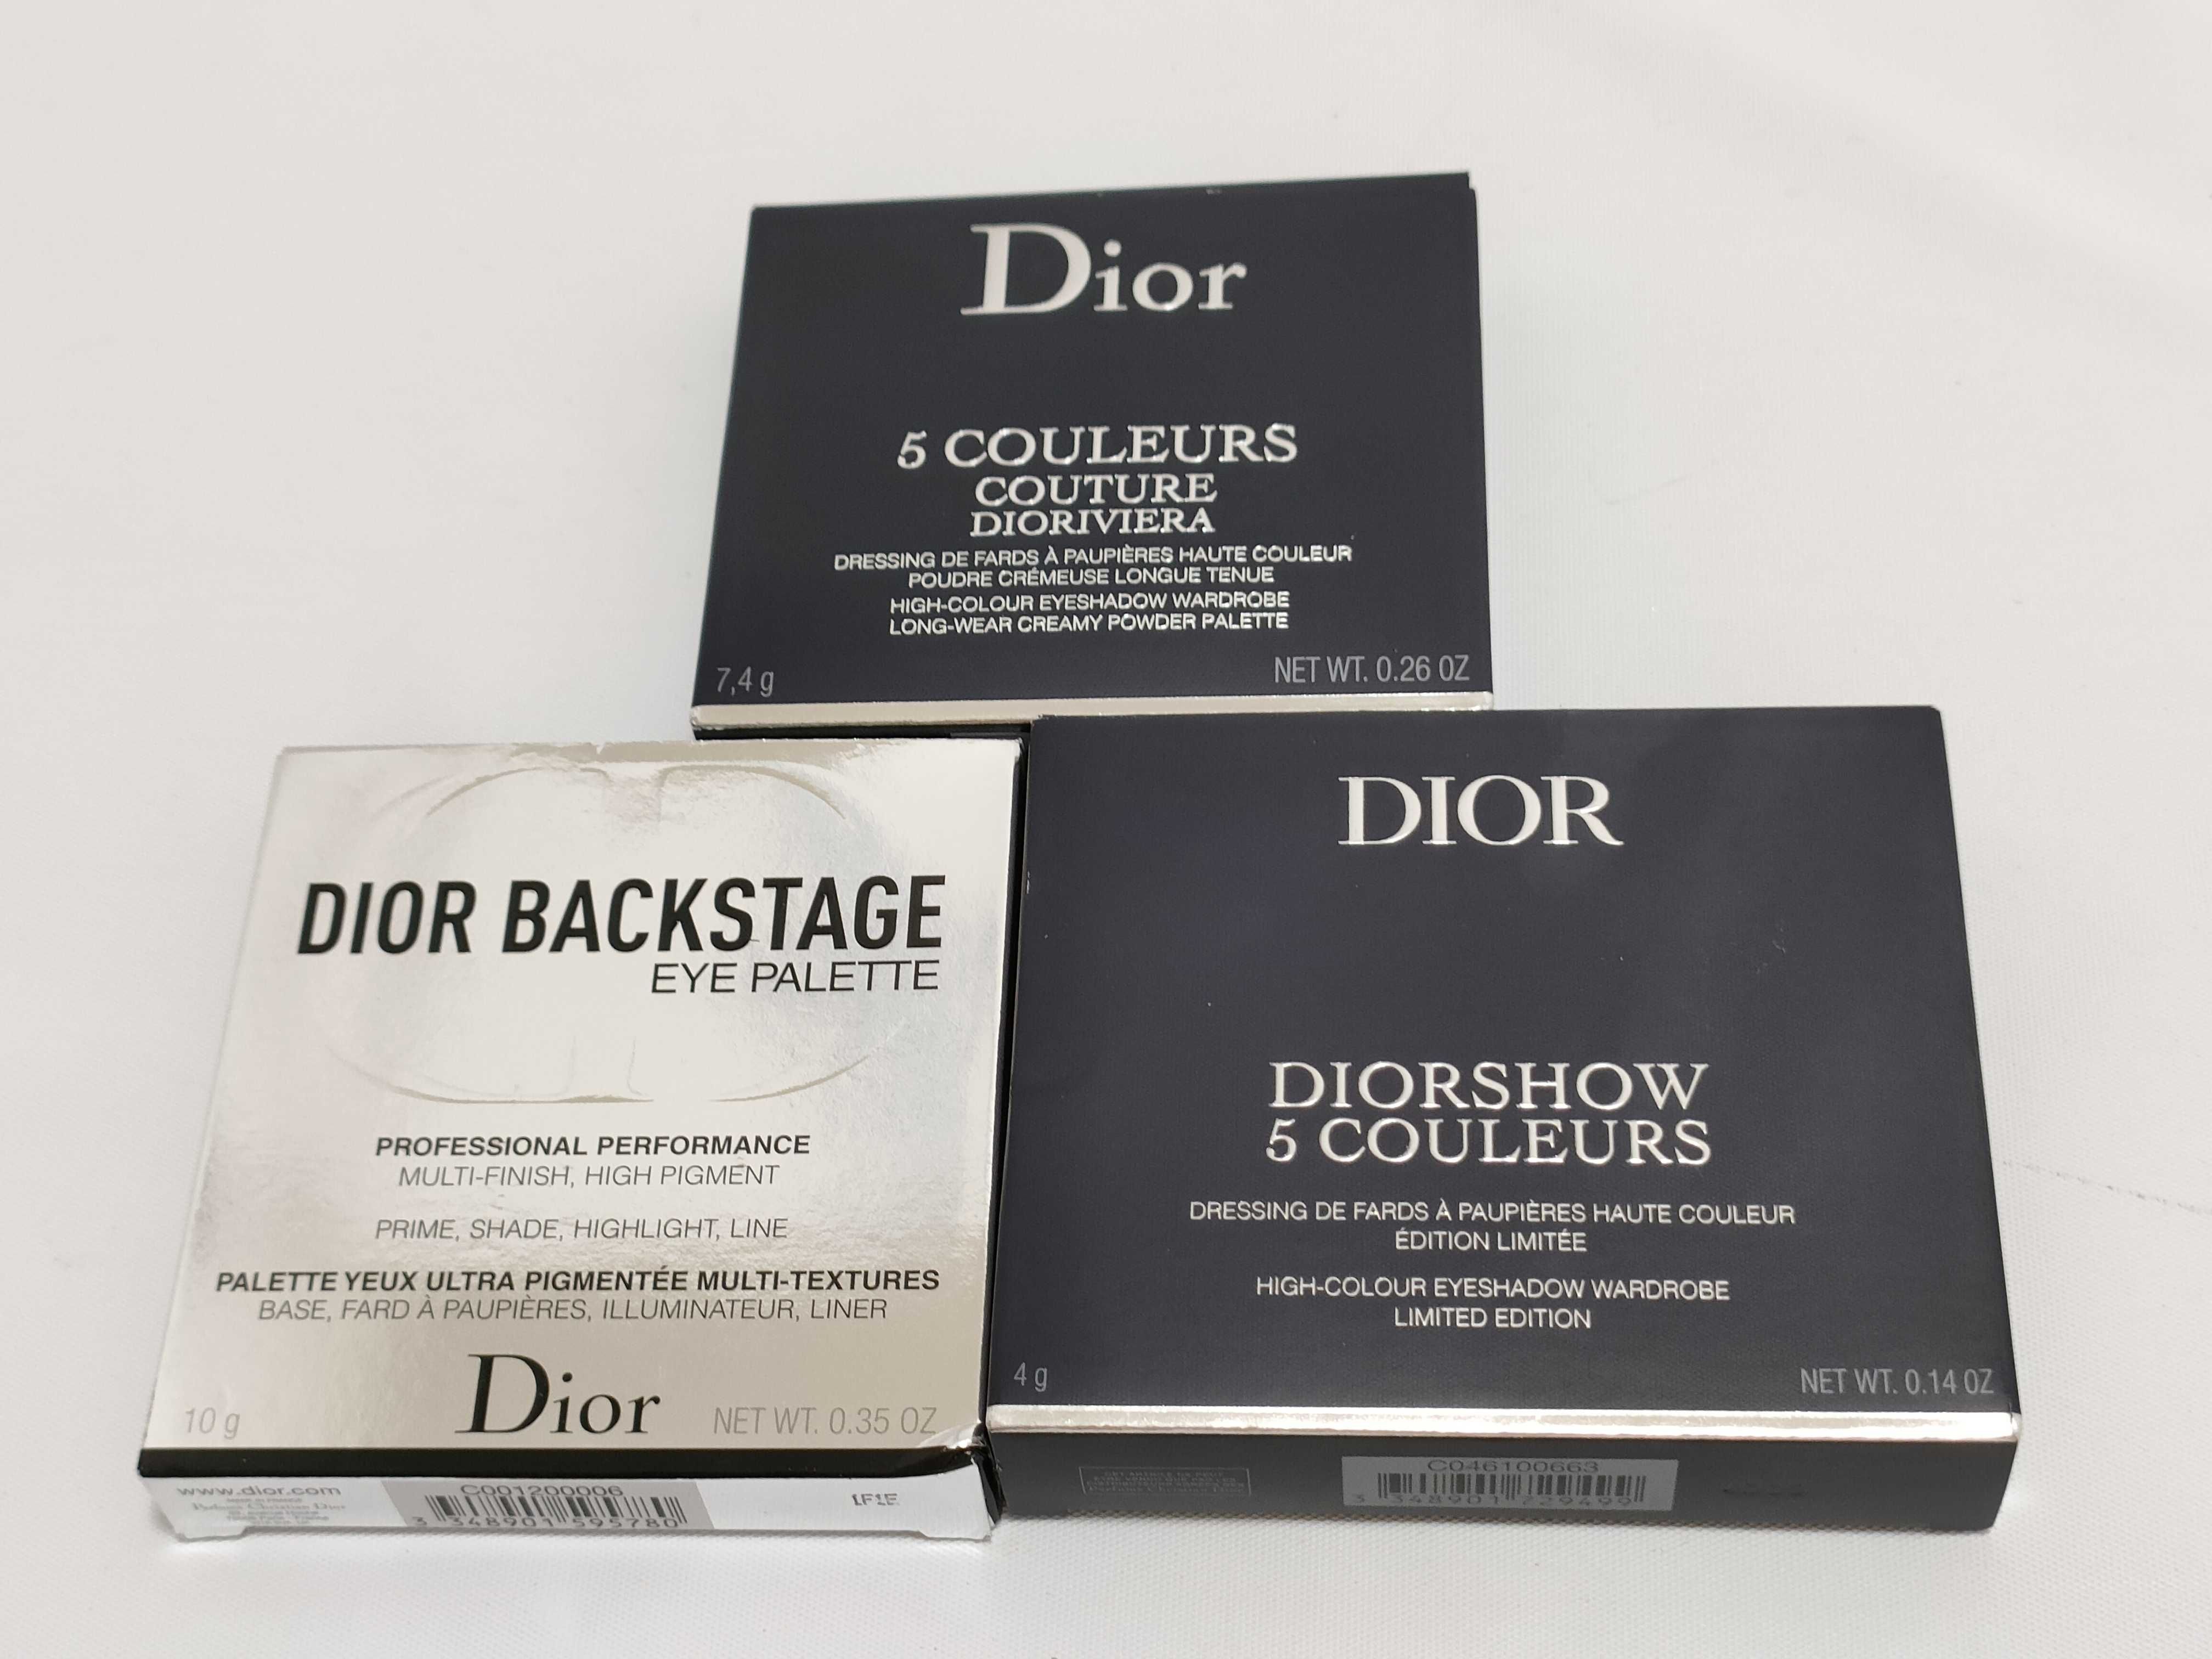 Dior
5 COULEURS
COUTURE
DIORIVIERA
DRESSING DE FARDS À PAUPIÈRES HAUTE COULEUR
POUDRE CRÉMEUSE LONGUE TENUE
HIGH-COLOUR EYESHADOW WARDROBE
LONG-WEAR CREAMY POWDER PALETTE
7,4 g
NET WT. 0.26 OZ
DIOR BACKSTAGE
EYE PALETTE
PROFESSIONAL PERFORMANCE
MULTI-FINISH, HIGH PIGMENT
PRIME, SHADE, HIGHLIGHT, LINE
PALETTE YEUX ULTRA PIGMENTÉE MULTI-TEXTURES
BASE, FARD À PAUPIÈRES, ILLUMINATEUR, LINER
Dior
10 g
NET WT. 0.35 OZ
www.dior.com
C001200006
3 348901 595780
1F1E
DIOR
DIORSHOW
5 COULEURS
DRESSING DE FARDS À PAUPIÈRES HAUTE COULEUR
ÉDITION LIMITÉE
HIGH-COLOUR EYESHADOW WARDROBE
LIMITED EDITION
4 g
NET WT. 0.14 OZ
C046100663
3 348901 729499